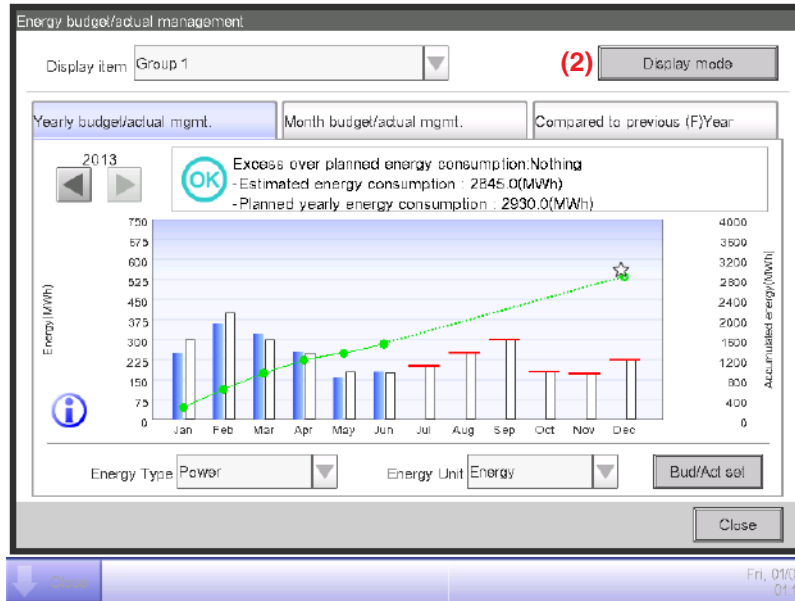 Energy budget/actual management
Display item Group 1
(2) Display mode
Yearly budget/actual mgmt. Month budget/actual mgmt. Compared to previous (F)Year
2013
OK
Excess over planned energy consumption:Nothing
-Estimated energy consumption : 2845.0(MWh)
-Planned yearly energy consumption : 2930.0(MWh)
Energy(MWh)
750
675
600
525
450
375
300
225
150
75
0
4000
3600
3200
2800
2400
2000
1600
1200
800
400
0
Accumulated energy(MWh)
i
Jan Feb Mar Apr May Jun Jul Aug Sep Oct Nov Dec
Energy Type Power Energy Unit Energy Bud/Act set
Close
Close
Fri, 01/0